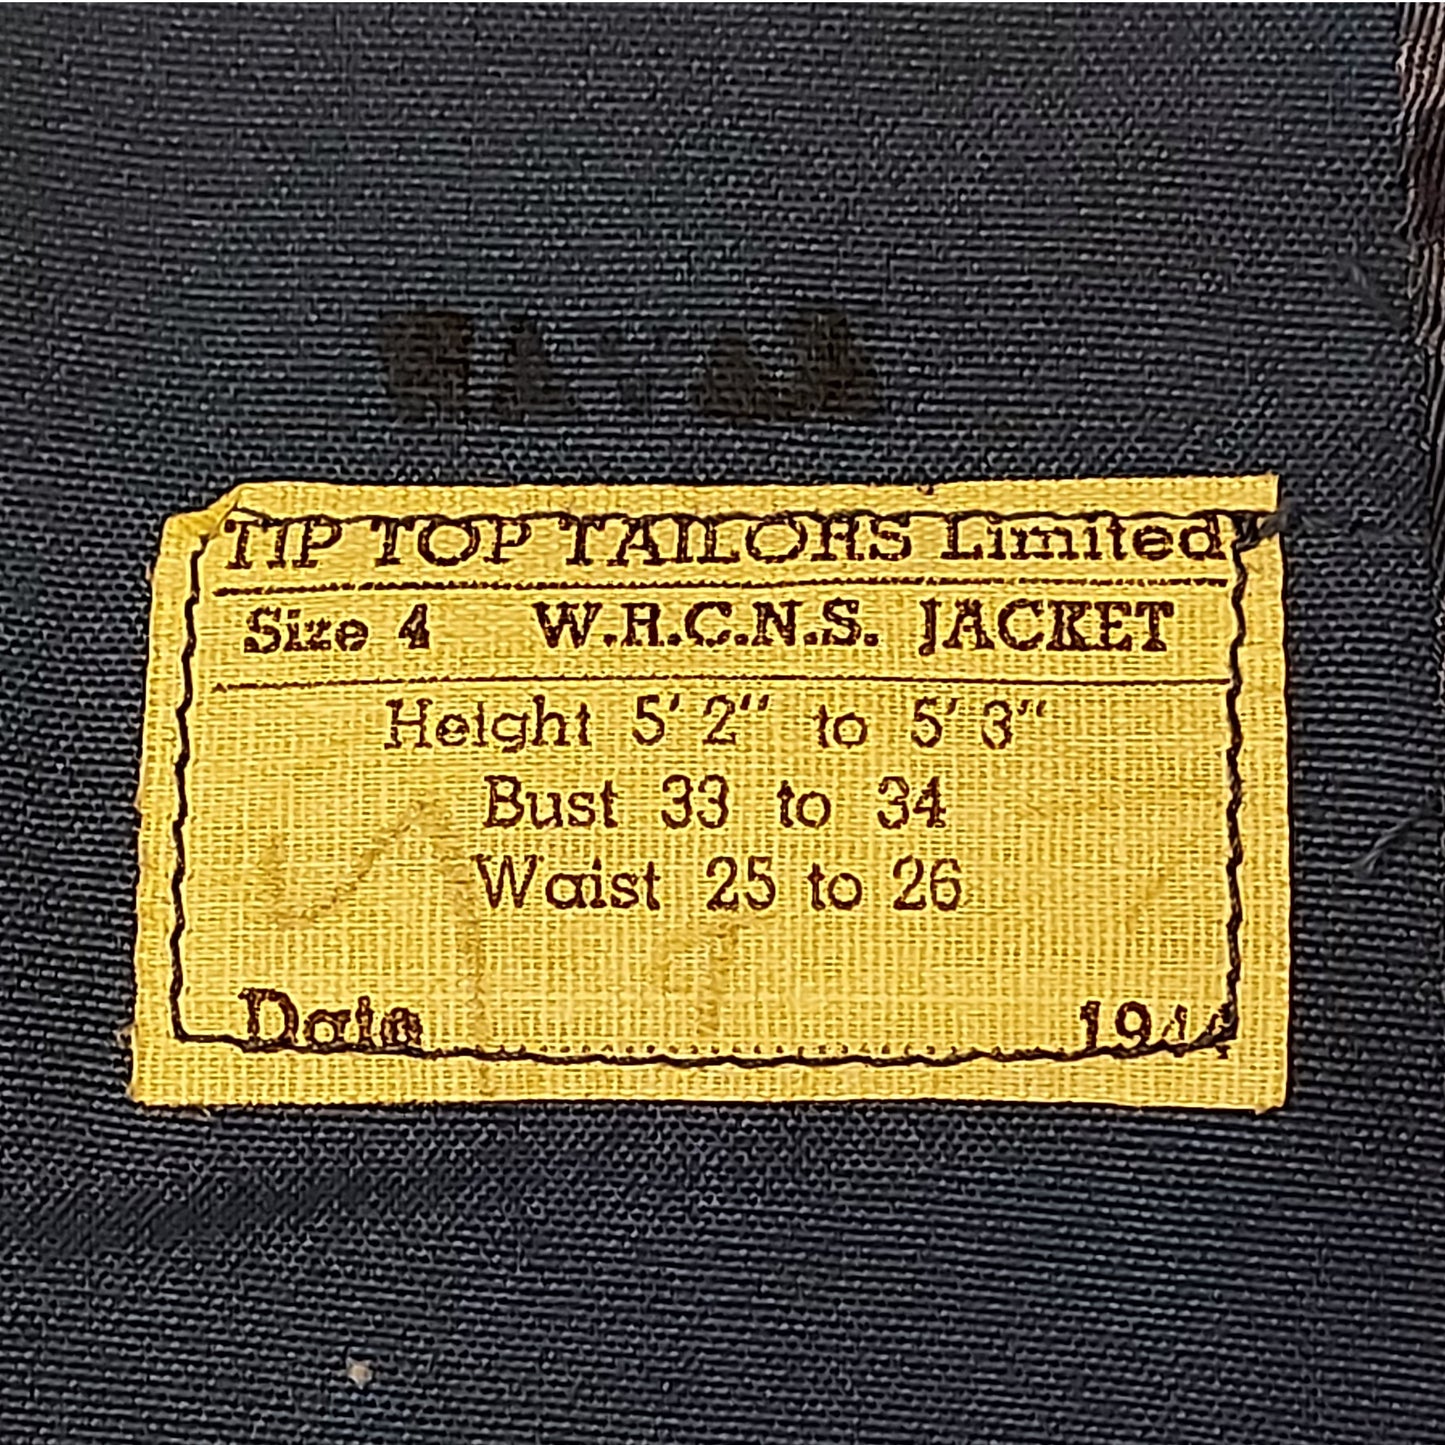 TIP TOP TAILORS Limited
Size 4 W.R.C.N.S. JACKET
Height 5' 2" to 5' 3"
Bust 33 to 34
Waist 25 to 26
Date 1944